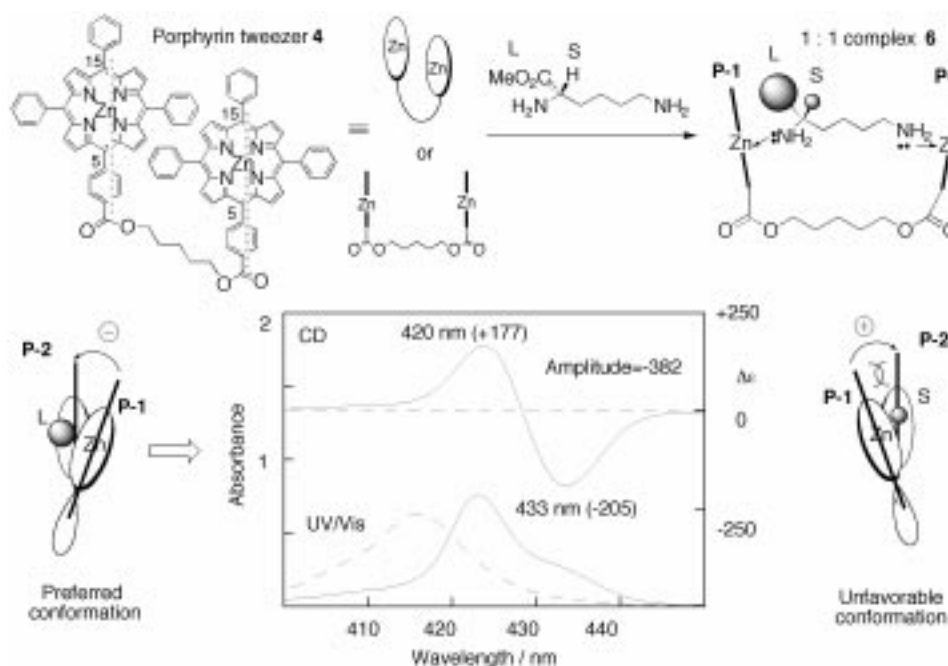 Porphyrin tweezer 4
15
N
N
Zn
N
N
5
O
O
15
N
N
Zn
N
N
5
O
O
Zn
Zn
or
Zn
Zn
O
O
O
O
L
S
MeO₂C
H
H₂N
NH₂
1 : 1 complex 6
L
P-1
S
P-
Zn
NH₂
NH₂
Z
O
O
O
O
−
P-2
P-1
L
Zn
Preferred
conformation
CD
420 nm (+177)
Amplitude=-382
433 nm (-205)
UV/Vis
2
1
Absorbance
+250
Δε
0
-250
410
420
430
440
Wavelength / nm
+
P-2
P-1
S
Zn
Unfavorable
conformation